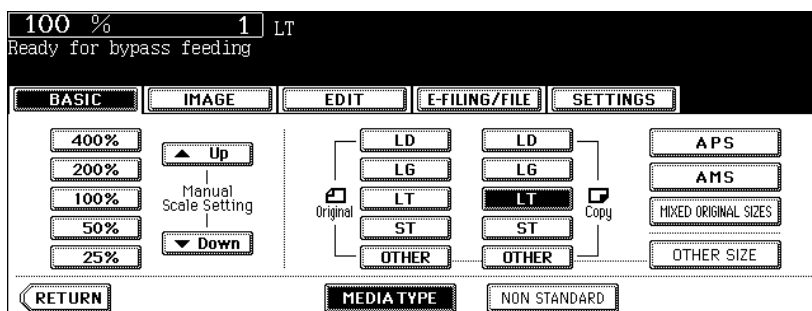 100 % 1 LT
Ready for bypass feeding
BASIC IMAGE EDIT E-FILING/FILE SETTINGS
400%
200%
100%
50%
25%
▲ Up
Manual
Scale Setting
▼ Down
Original
LD
LG
LT
ST
OTHER
LD
LG
LT
ST
OTHER
Copy
APS
AMS
MIXED ORIGINAL SIZES
OTHER SIZE
RETURN MEDIA TYPE NON STANDARD